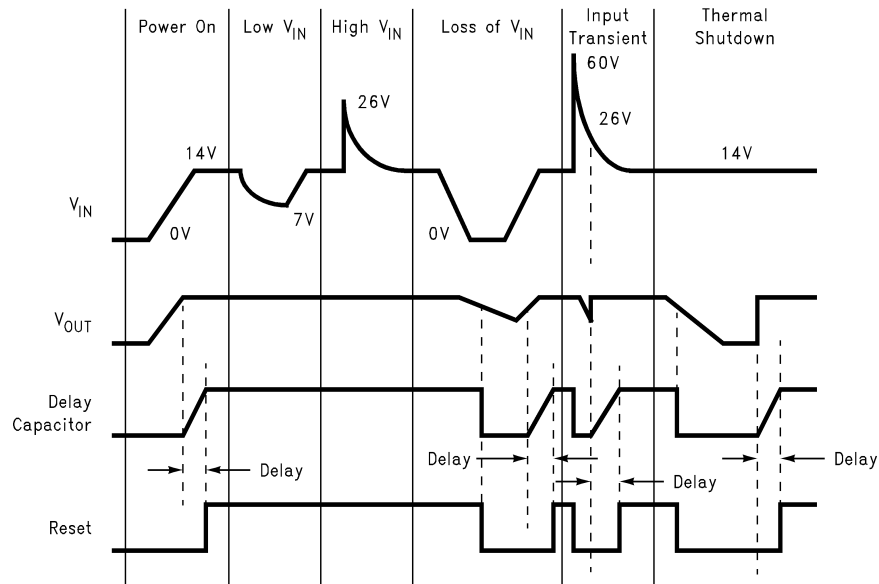 Power On
Low VIN
High VIN
Loss of VIN
Input
Transient
Thermal
Shutdown
60V
26V
26V
14V
14V
VIN
7V
0V
0V
VOUT
Delay
Capacitor
Delay
Delay
Delay
Delay
Reset